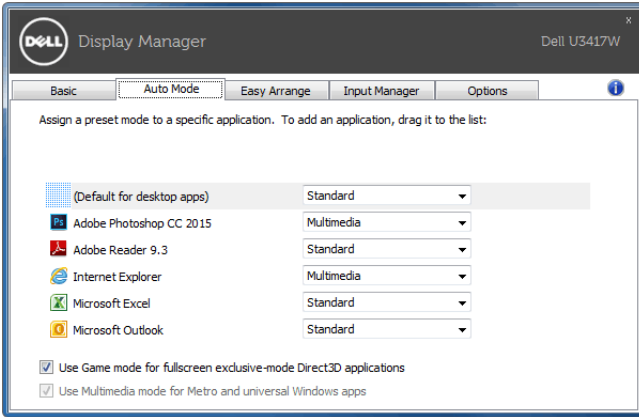 DELL Display Manager Dell U3417W
x
Basic Auto Mode Easy Arrange Input Manager Options i
Assign a preset mode to a specific application. To add an application, drag it to the list:
(Default for desktop apps) Standard
Ps Adobe Photoshop CC 2015 Multimedia
Adobe Reader 9.3 Standard
Internet Explorer Multimedia
Microsoft Excel Standard
Microsoft Outlook Standard
Use Game mode for fullscreen exclusive-mode Direct3D applications
Use Multimedia mode for Metro and universal Windows apps